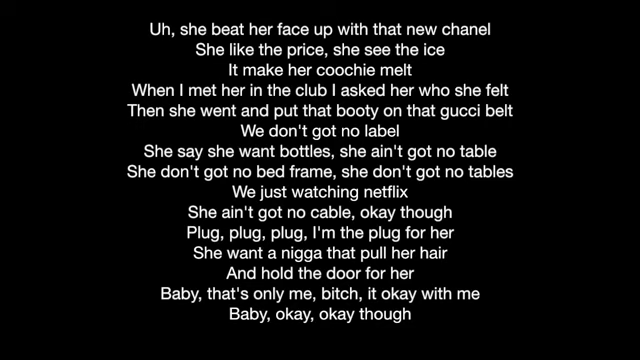 Uh, she beat her face up with that new chanel
She like the price, she see the ice
It make her coochie melt
When I met her in the club I asked her who she felt
Then she went and put that booty on that gucci belt
We don't got no label
She say she want bottles, she ain't got no table
She don't got no bed frame, she don't got no tables
We just watching netflix
She ain't got no cable, okay though
Plug, plug, plug, I'm the plug for her
She want a nigga that pull her hair
And hold the door for her
Baby, that's only me, bitch, it okay with me
Baby, okay, okay though